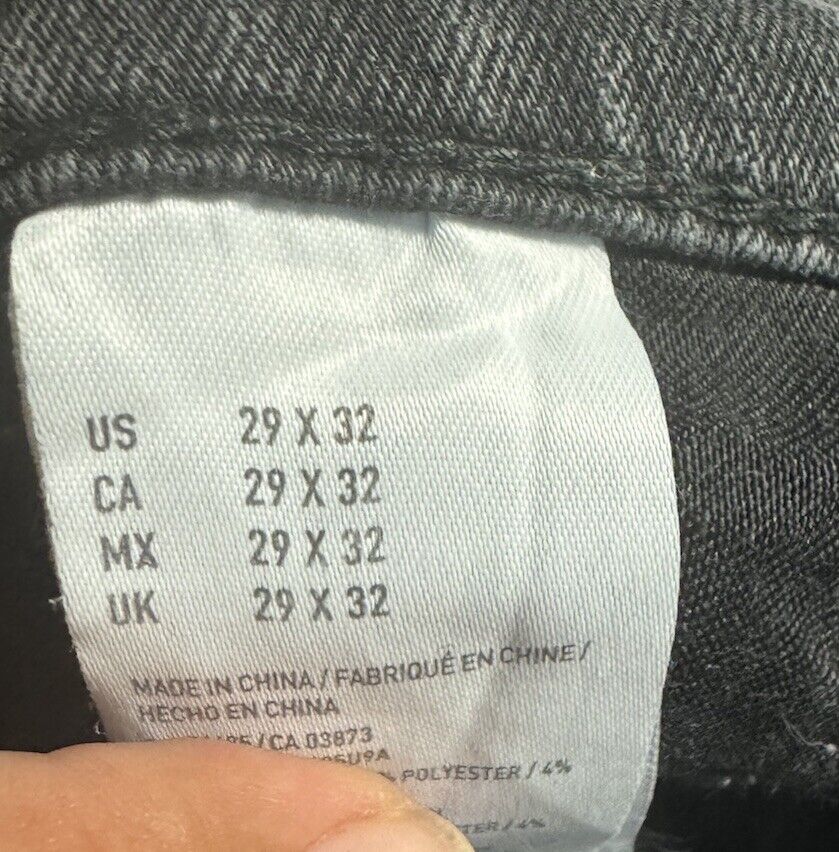 US 29 X 32
CA 29 X 32
MX 29 X 32
UK 29 X 32
MADE IN CHINA / FABRIQUÉ EN CHINE /
HECHO EN CHINA
/ CA 03873
POLYESTER / 4%
/ 4%